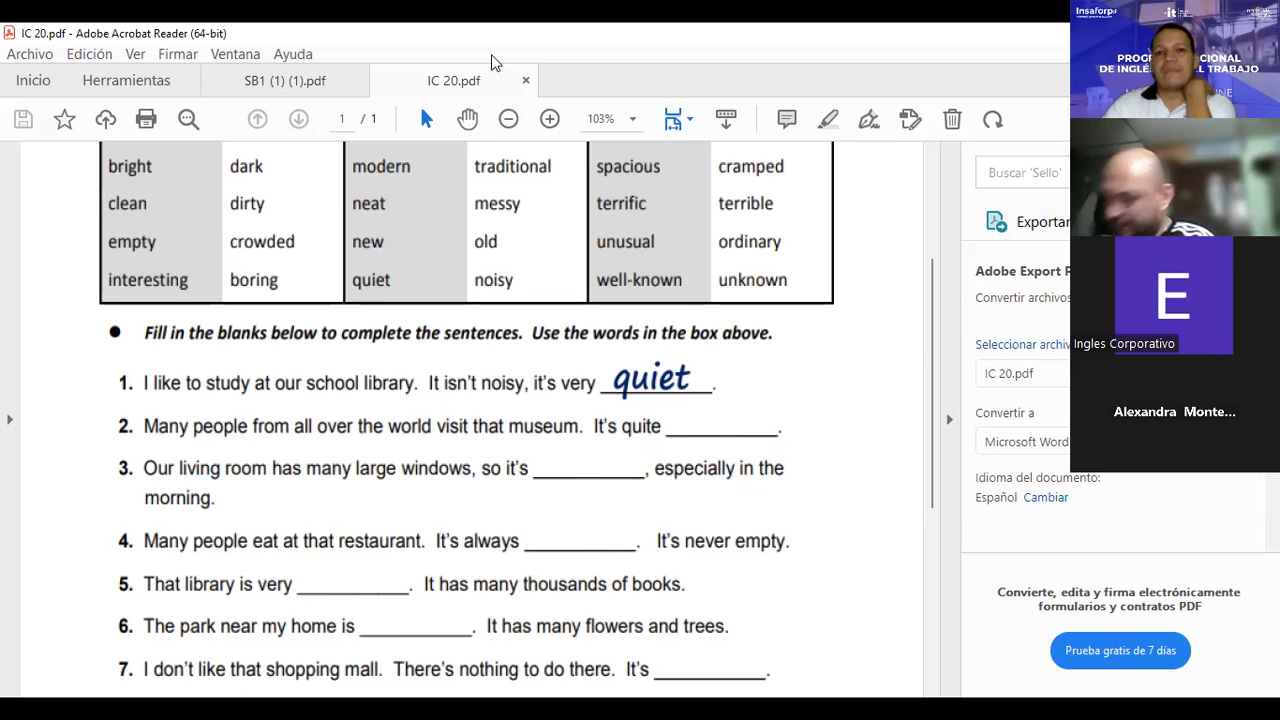 IC 20.pdf - Adobe Acrobat Reader (64-bit)
Archivo Edición Ver Firmar Ventana Ayuda
Inicio Herramientas SB1 (1) (1).pdf IC 20.pdf ×
1 / 1 103%
bright dark modern traditional spacious cramped
clean dirty neat messy terrific terrible
empty crowded new old unusual ordinary
interesting boring quiet noisy well-known unknown
● Fill in the blanks below to complete the sentences. Use the words in the box above.
1. I like to study at our school library. It isn't noisy, it's very quiet.
2. Many people from all over the world visit that museum. It's quite ___________.
3. Our living room has many large windows, so it's ___________, especially in the
morning.
4. Many people eat at that restaurant. It's always ___________. It's never empty.
5. That library is very ___________. It has many thousands of books.
6. The park near my home is ___________. It has many flowers and trees.
7. I don't like that shopping mall. There's nothing to do there. It's ___________.
Buscar 'Sello'
Exportar
Adobe Export P
Convertir archivos
Seleccionar archiv
IC 20.pdf
Convertir a
Microsoft Word
Idioma del documento:
Español Cambiar
Convierte, edita y firma electrónicamente
formularios y contratos PDF
Prueba gratis de 7 días
Insaforp
it
E
Ingles Corporativo
Alexandra Monte...